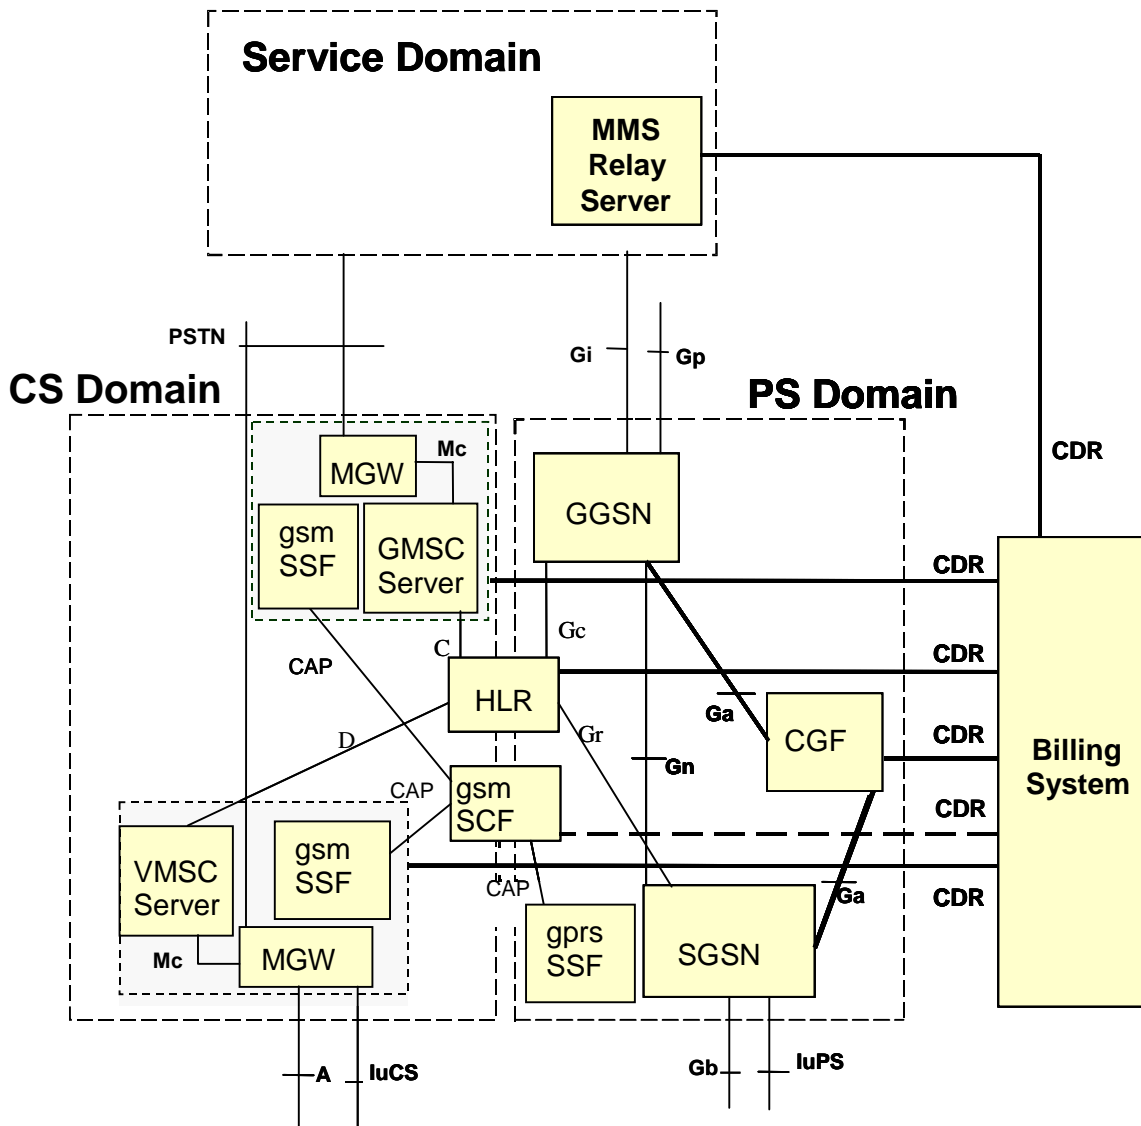 Service Domain
MMS
Relay
Server
PSTN
Gi
Gp
CS Domain
PS Domain
Mc
MGW
CDR
gsm
SSF
GMSC
Server
GGSN
CDR
C
Gc
CAP
HLR
CDR
D
Gr
Ga
CGF
CDR
Gn
Billing
System
CAP
gsm
SCF
CDR
VMSC
Server
gsm
SSF
CAP
Ga
CDR
gprs
SSF
SGSN
Mc
MGW
A
IuCS
Gb
IuPS